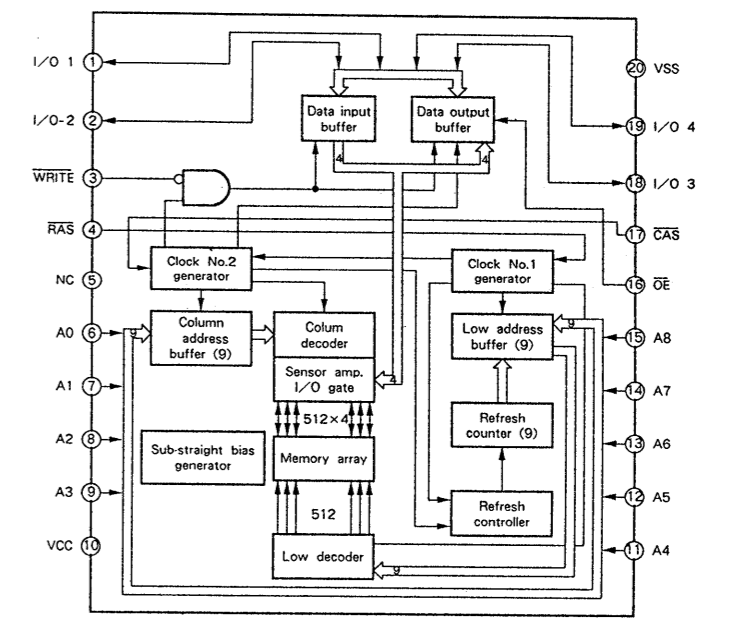 I/O 1
1
I/O-2
2
WRITE
3
RAS
4
NC
5
A0
6
A1
7
A2
8
A3
9
VCC
10
20
VSS
19
I/O 4
18
I/O 3
17
CAS
16
OE
15
A8
14
A7
13
A6
12
A5
11
A4
Data input
buffer
Data output
buffer
4
4
Clock No.2
generator
Clock No.1
generator
9
Column
address
buffer (9)
Colum
decoder
Low address
buffer (9)
9
Sensor amp.
I/O gate
4
512×4
Refresh
counter (9)
Sub-straight bias
generator
Memory array
512
Refresh
controller
Low decoder
9